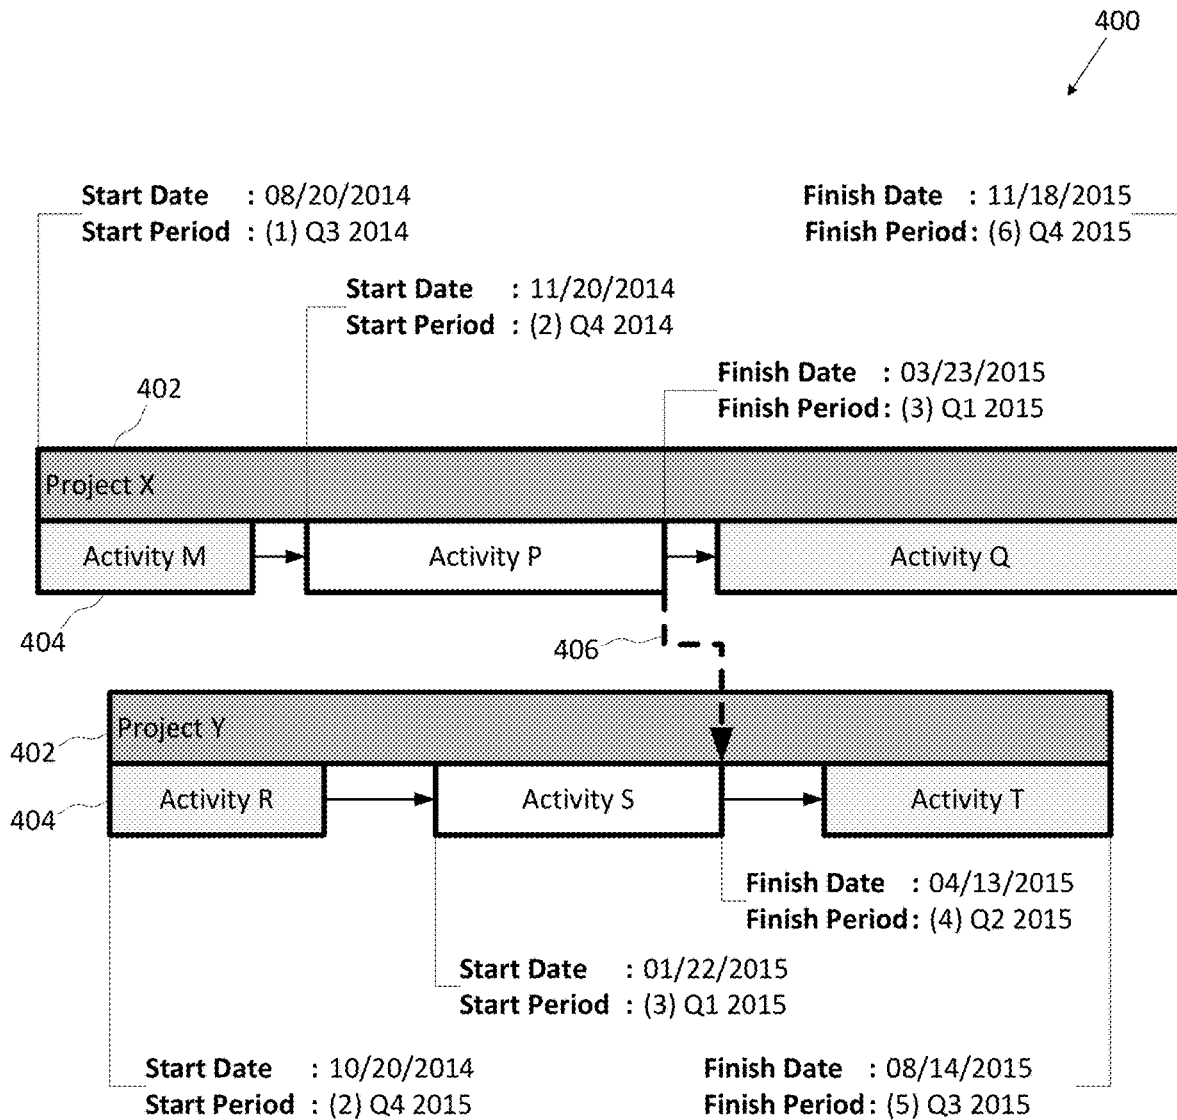 400
Start Date : 08/20/2014
Start Period : (1) Q3 2014
Finish Date : 11/18/2015
Finish Period : (6) Q4 2015
Start Date : 11/20/2014
Start Period : (2) Q4 2014
Finish Date : 03/23/2015
Finish Period : (3) Q1 2015
402
Project X
Activity M
Activity P
Activity Q
404
406
Project Y
402
Activity R
Activity S
Activity T
404
Finish Date : 04/13/2015
Finish Period : (4) Q2 2015
Start Date : 01/22/2015
Start Period : (3) Q1 2015
Start Date : 10/20/2014
Start Period : (2) Q4 2015
Finish Date : 08/14/2015
Finish Period : (5) Q3 2015